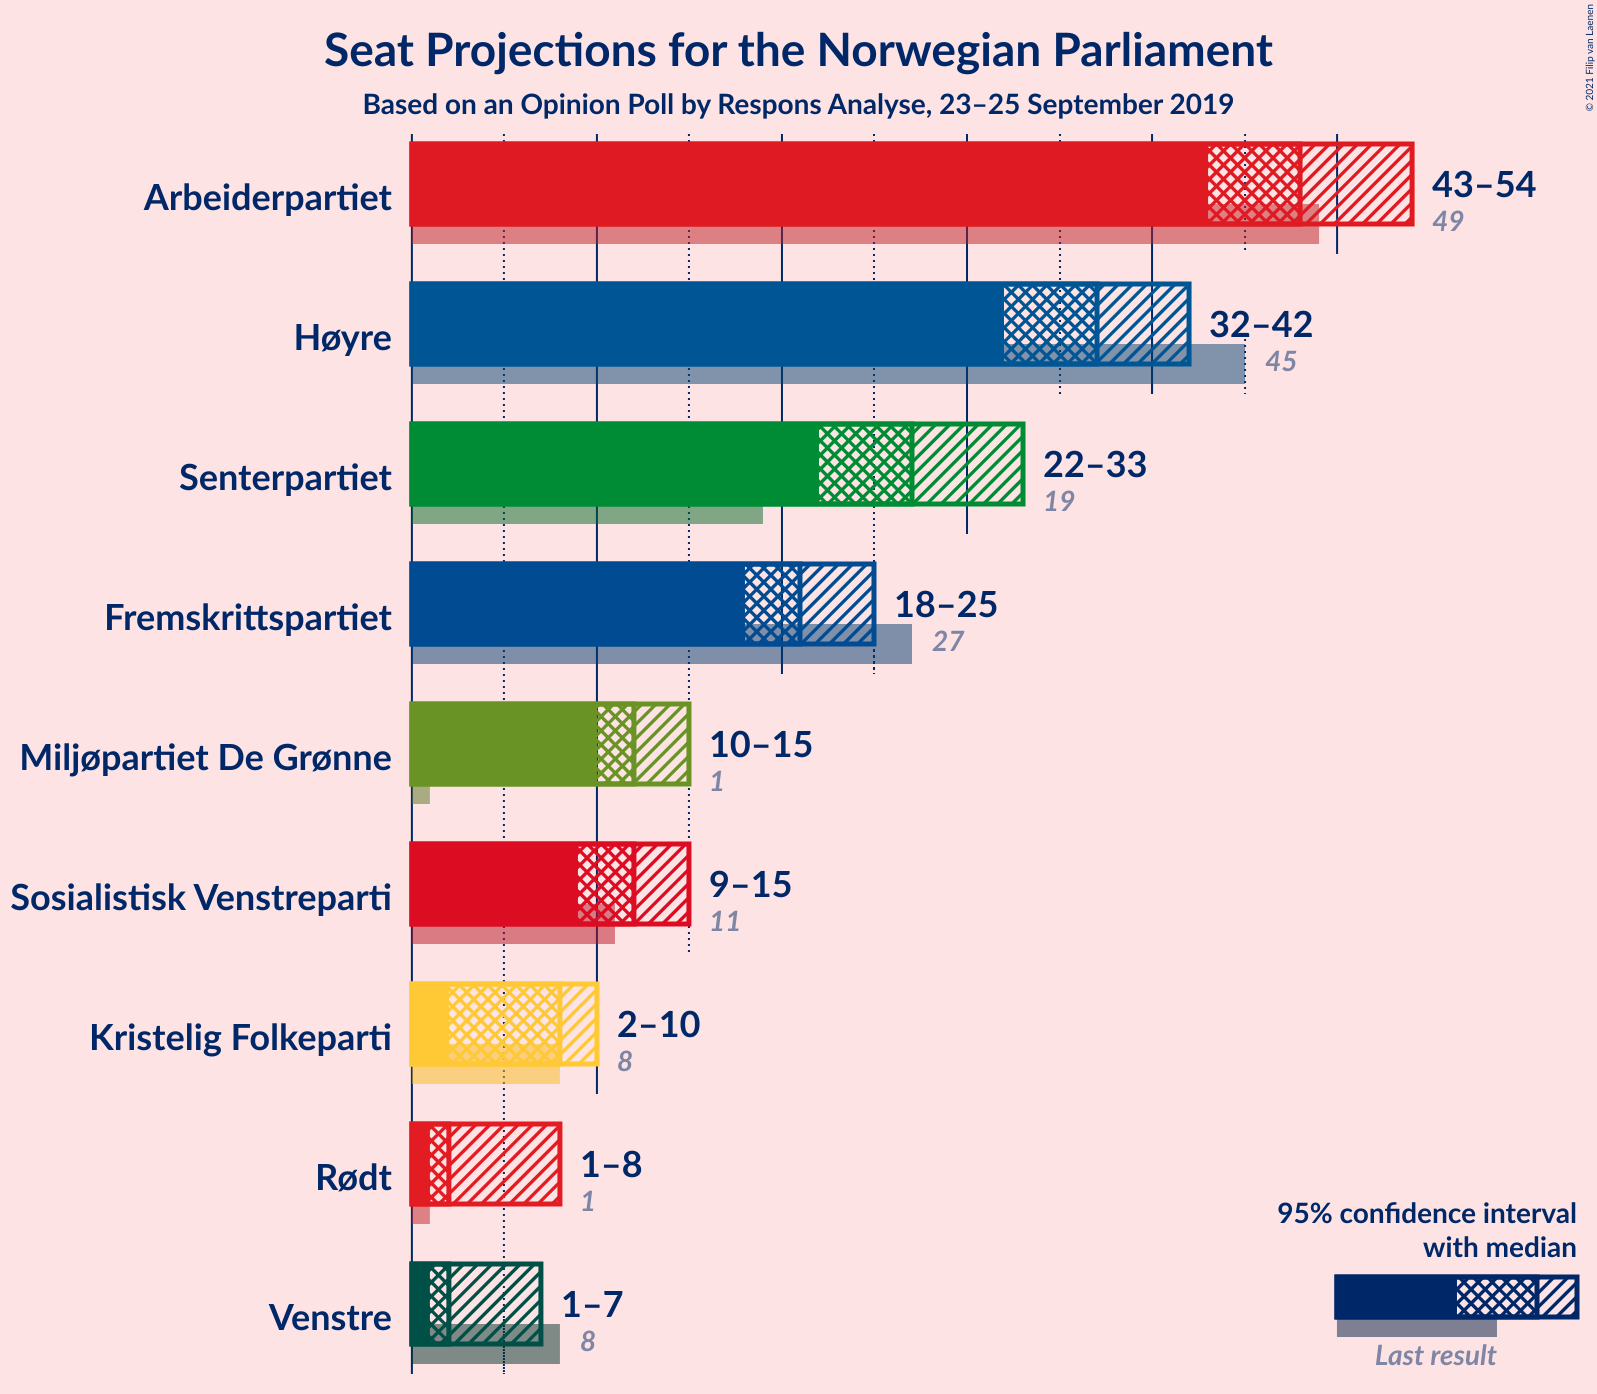 Seat Projections for the Norwegian Parliament
Based on an Opinion Poll by Respons Analyse, 23–25 September 2019
© 2021 Filip van Laenen
Arbeiderpartiet
43–54
49
Høyre
32–42
45
Senterpartiet
22–33
19
Fremskrittspartiet
18–25
27
Miljøpartiet De Grønne
10–15
1
Sosialistisk Venstreparti
9–15
11
Kristelig Folkeparti
2–10
8
Rødt
1–8
1
Venstre
1–7
8
95% confidence interval
with median
Last result